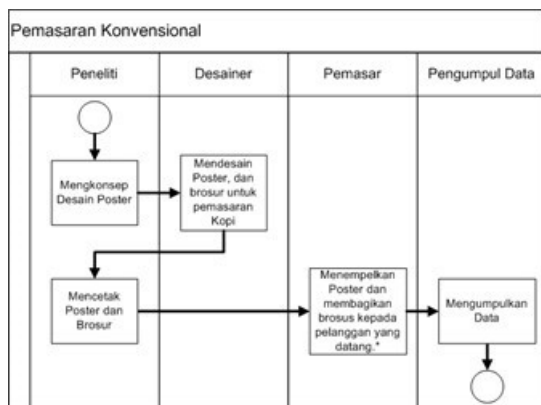 Pemasaran Konvensional
Peneliti
Desainer
Pemasar
Pengumpul Data
Mengkonsep
Desain Poster
Mendesain
Poster, dan
brosur untuk
pemasaran
Kopi
Mencetak
Poster dan
Brosur
Menempelkan
Poster dan
membagikan
brosus kepada
pelanggan yang
datang.*
Mengumpulkan
Data